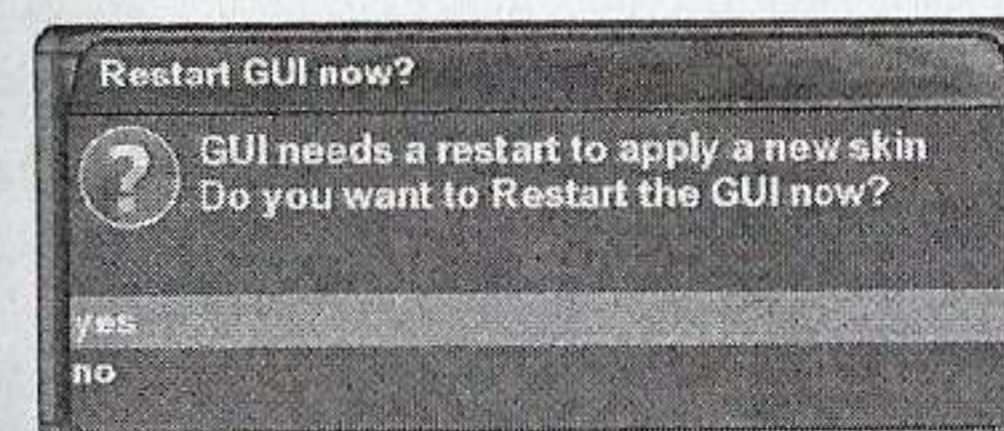 Restart GUI now?
GUI needs a restart to apply a new skin
Do you want to Restart the GUI now?
yes
no